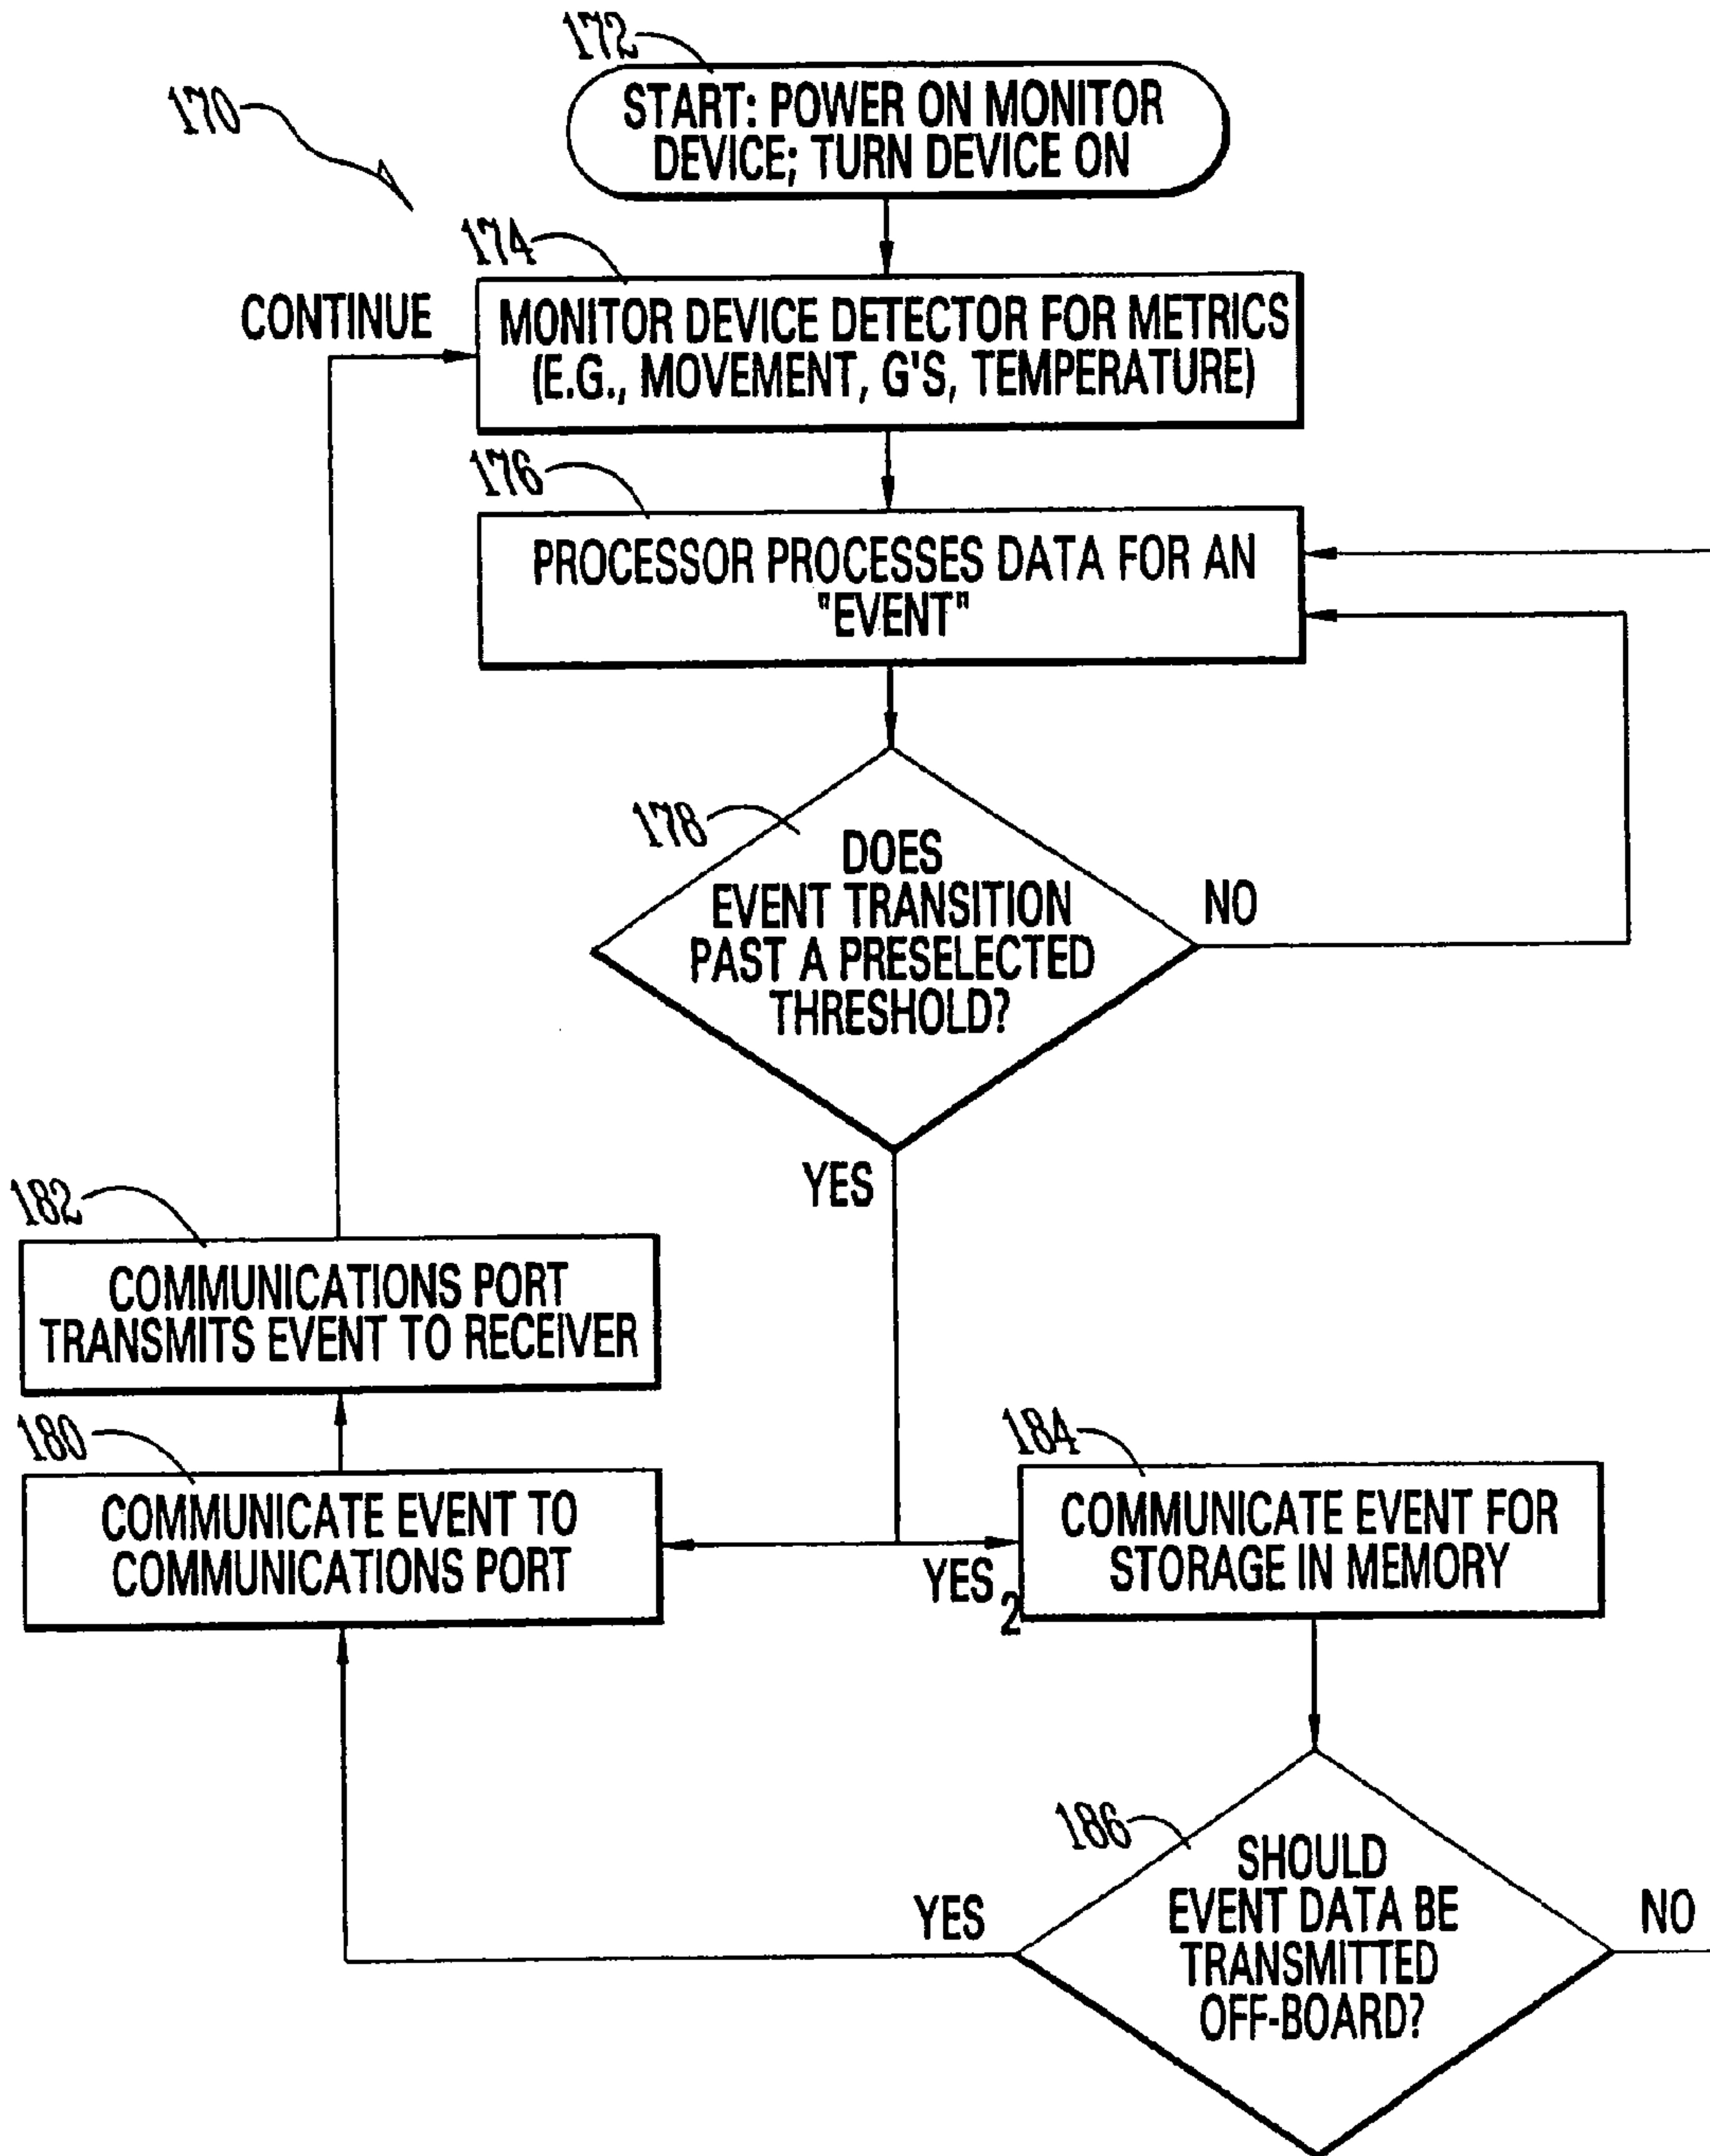 172
START: POWER ON MONITOR
DEVICE; TURN DEVICE ON
170
174
CONTINUE
MONITOR DEVICE DETECTOR FOR METRICS
(E.G., MOVEMENT, G'S, TEMPERATURE)
176
PROCESSOR PROCESSES DATA FOR AN
"EVENT"
178
DOES
EVENT TRANSITION
PAST A PRESELECTED
THRESHOLD?
NO
YES
182
COMMUNICATIONS PORT
TRANSMITS EVENT TO RECEIVER
180
COMMUNICATE EVENT TO
COMMUNICATIONS PORT
YES2
184
COMMUNICATE EVENT FOR
STORAGE IN MEMORY
186
SHOULD
EVENT DATA BE
TRANSMITTED
OFF-BOARD?
YES
NO